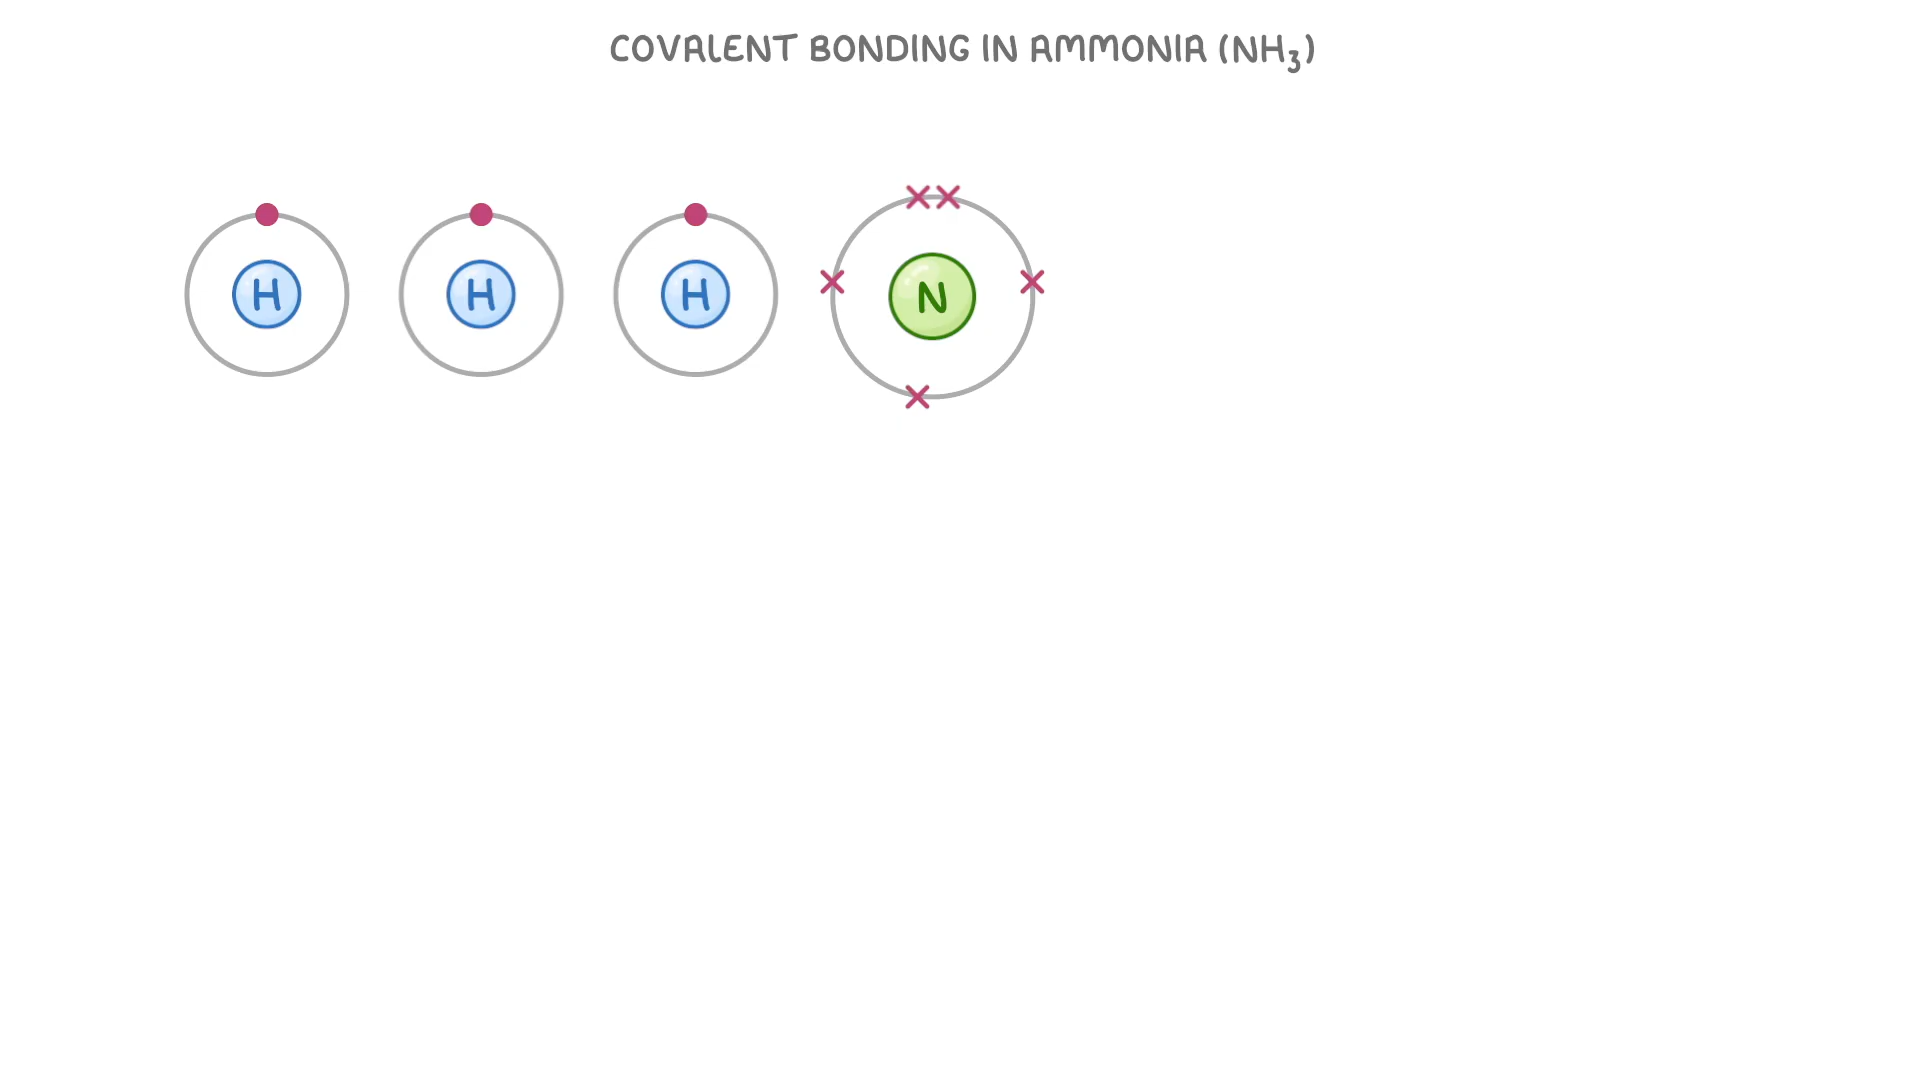 COVALENT BONDING IN AMMONIA (NH₃)
H H H N